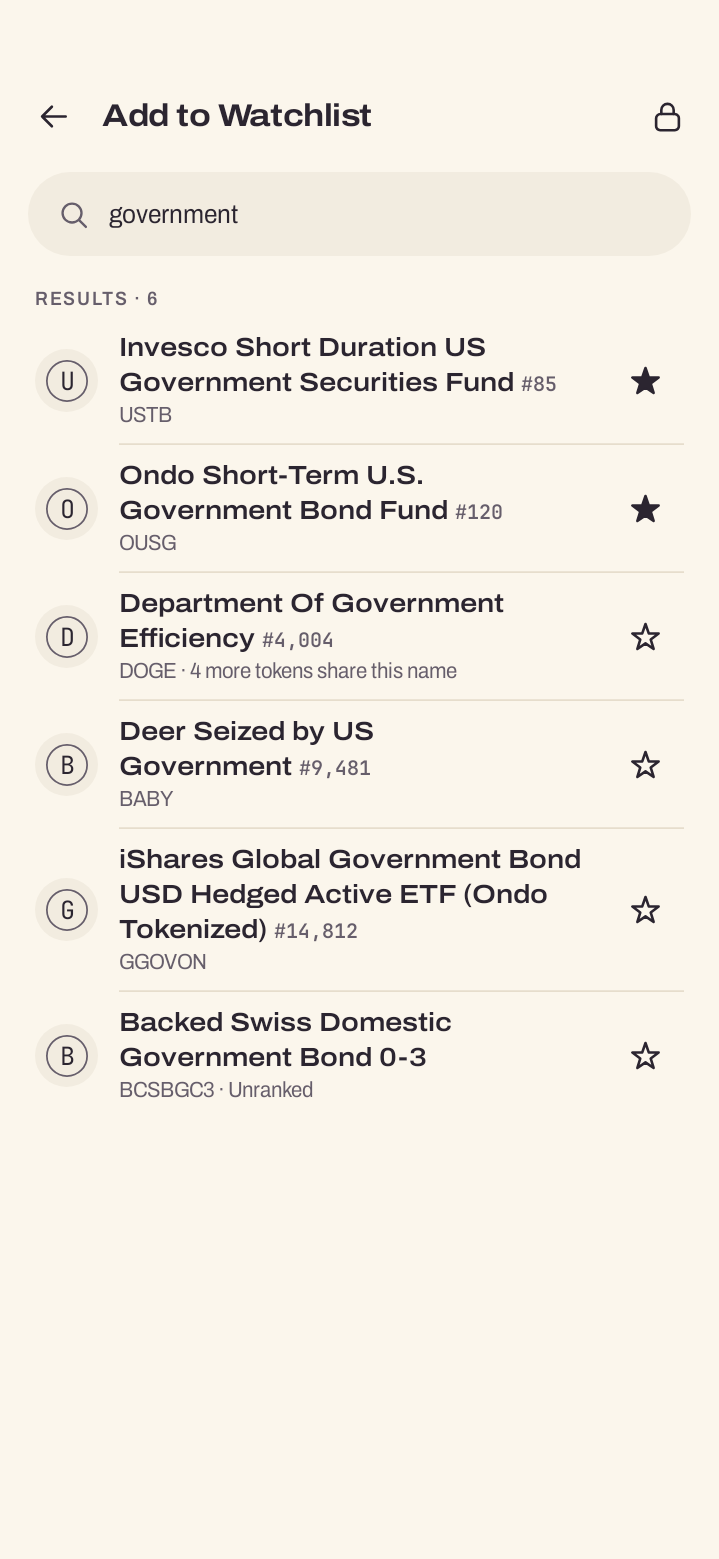 Add to Watchlist
government
RESULTS · 6
U
Invesco Short Duration US
Government Securities Fund #85
USTB
O
Ondo Short-Term U.S.
Government Bond Fund #120
OUSG
D
Department Of Government
Efficiency #4,004
DOGE · 4 more tokens share this name
B
Deer Seized by US
Government #9,481
BABY
G
iShares Global Government Bond
USD Hedged Active ETF (Ondo
Tokenized) #14,812
GGOVON
B
Backed Swiss Domestic
Government Bond 0-3
BCSBGC3 · Unranked